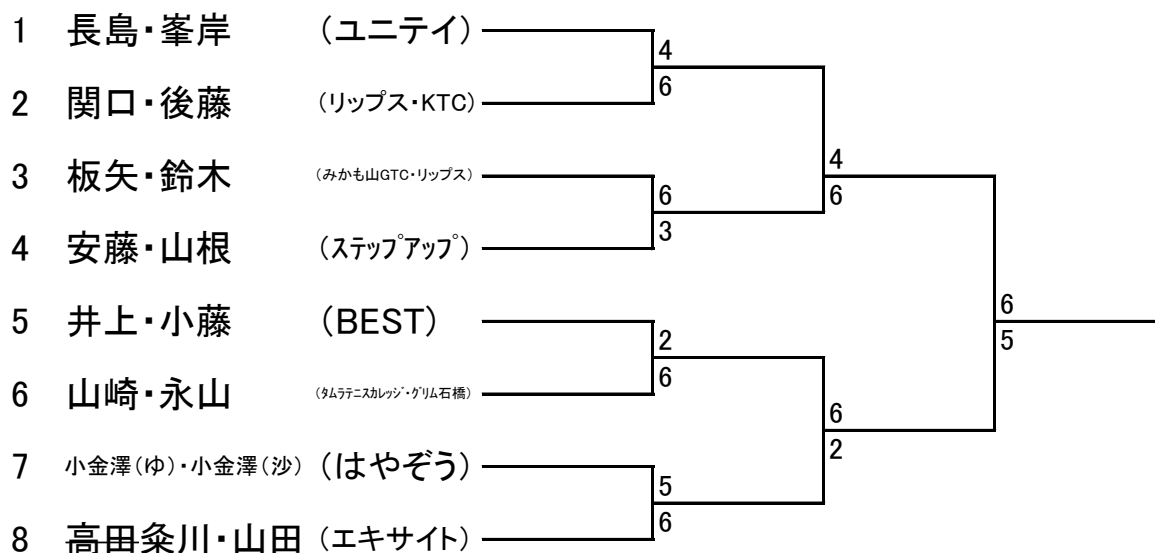 1 長島・峯岸 (ユニテイ)
4
6
2 関口・後藤 (リップス・KTC)
4
6
3 板矢・鈴木 (みかも山GTC・リップス)
6
3
4 安藤・山根 (ステップアップ)
6
5
5 井上・小藤 (BEST)
2
6
6 山崎・永山 (タムラテニスカレッジ・グリム石橋)
6
2
7 小金澤(ゆ)・小金澤(沙) (はやぞう)
5
6
8 高田粂川・山田 (エキサイト)